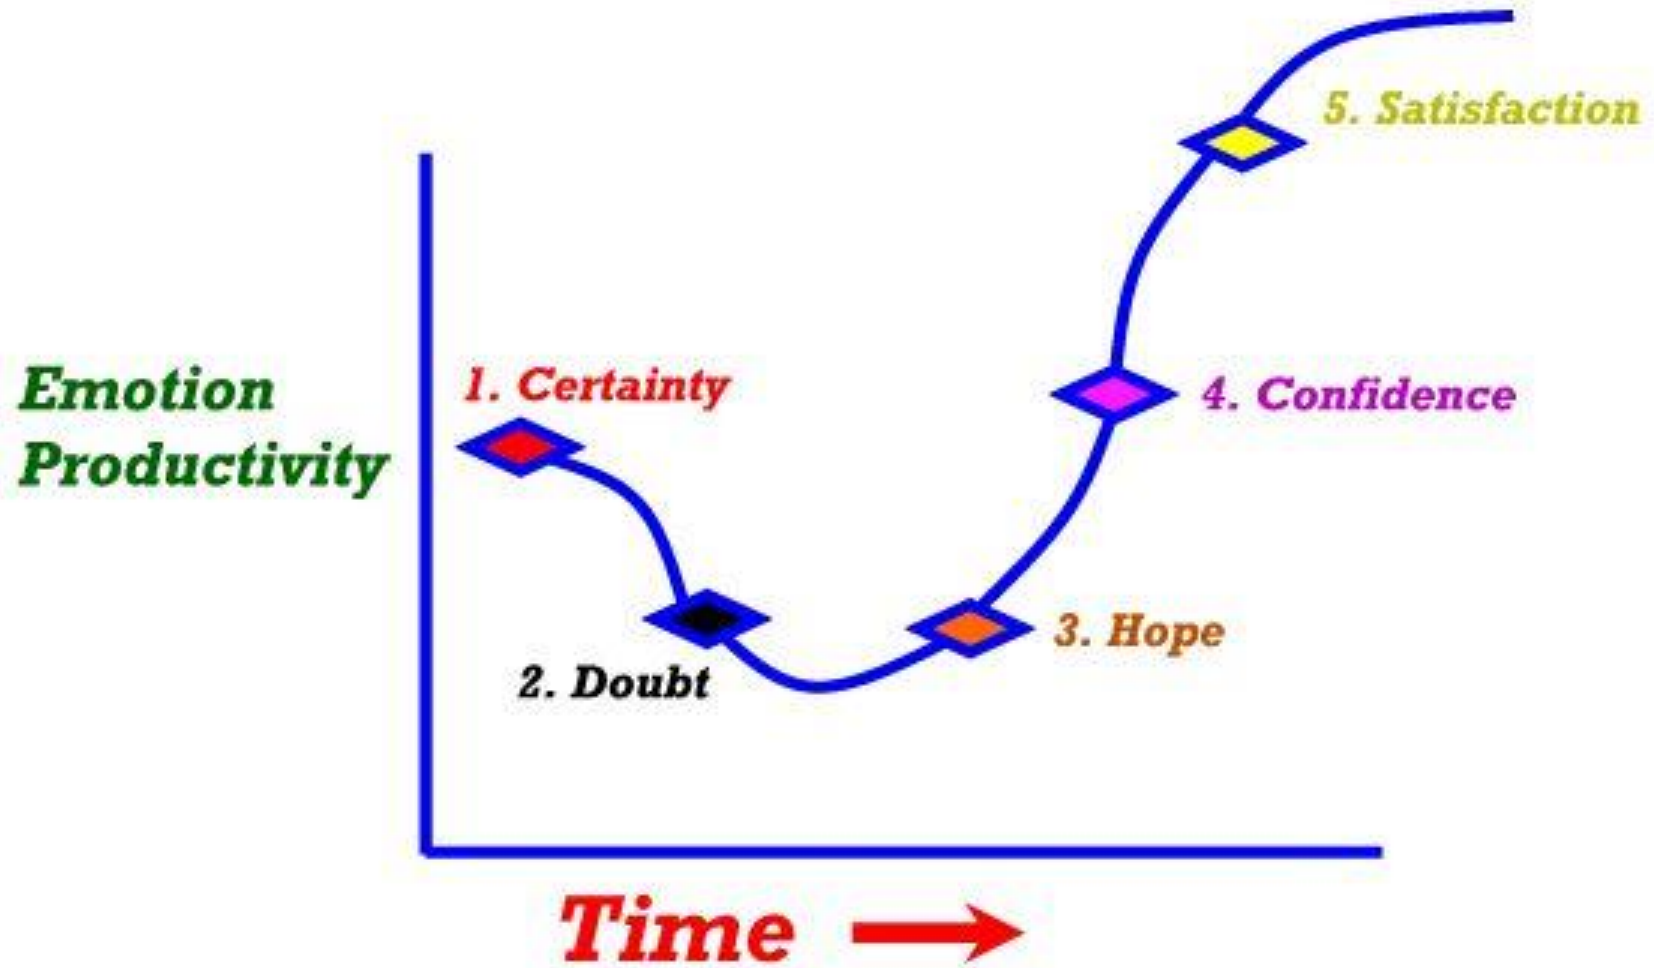 5. Satisfaction
Emotion
Productivity
1. Certainty
4. Confidence
3. Hope
2. Doubt
Time